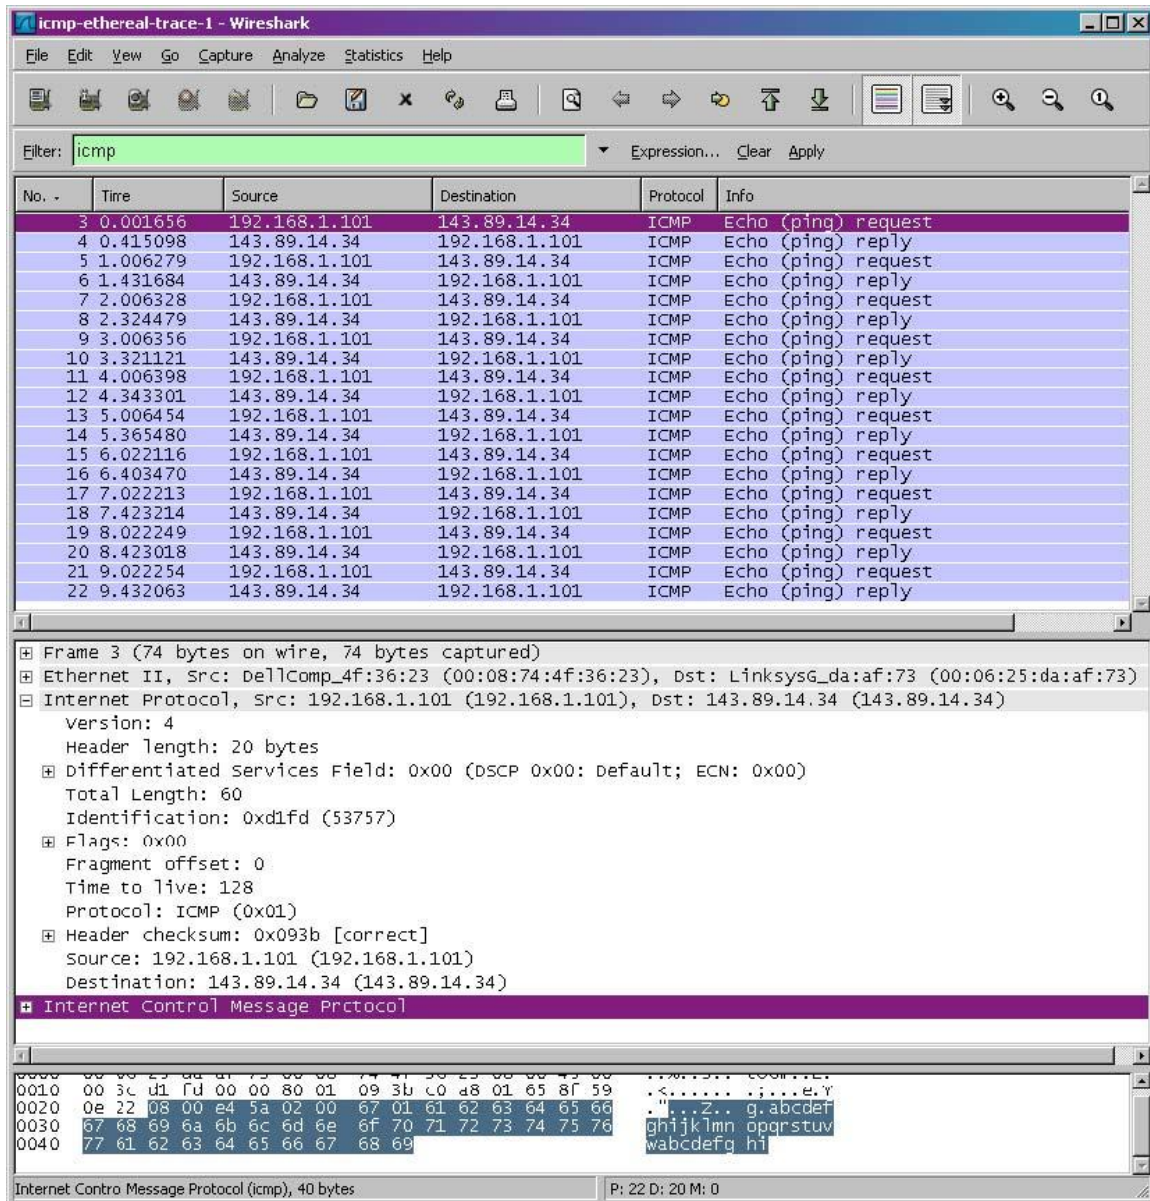 icmp-ethereal-trace-1 - Wireshark
File Edit Vew Go Capture Analyze Statistics Help
Filter: icmp Expression... Clear Apply
No. - Tirre Source Destination Protocol Info
3 0.001656 192.168.1.101 143.89.14.34 ICMP Echo (ping) request
4 0.415098 143.89.14.34 192.168.1.101 ICMP Echo (ping) reply
5 1.006279 192.168.1.101 143.89.14.34 ICMP Echo (ping) request
6 1.431684 143.89.14.34 192.168.1.101 ICMP Echo (ping) reply
7 2.006328 192.168.1.101 143.89.14.34 ICMP Echo (ping) request
8 2.324479 143.89.14.34 192.168.1.101 ICMP Echo (ping) reply
9 3.006356 192.168.1.101 143.89.14.34 ICMP Echo (ping) request
10 3.321121 143.89.14.34 192.168.1.101 ICMP Echo (ping) reply
11 4.006398 192.168.1.101 143.89.14.34 ICMP Echo (ping) request
12 4.343301 143.89.14.34 192.168.1.101 ICMP Echo (ping) reply
13 5.006454 192.168.1.101 143.89.14.34 ICMP Echo (ping) request
14 5.365480 143.89.14.34 192.168.1.101 ICMP Echo (ping) reply
15 6.022116 192.168.1.101 143.89.14.34 ICMP Echo (ping) request
16 6.403470 143.89.14.34 192.168.1.101 ICMP Echo (ping) reply
17 7.022213 192.168.1.101 143.89.14.34 ICMP Echo (ping) request
18 7.423214 143.89.14.34 192.168.1.101 ICMP Echo (ping) reply
19 8.022249 192.168.1.101 143.89.14.34 ICMP Echo (ping) request
20 8.423018 143.89.14.34 192.168.1.101 ICMP Echo (ping) reply
21 9.022254 192.168.1.101 143.89.14.34 ICMP Echo (ping) request
22 9.432063 143.89.14.34 192.168.1.101 ICMP Echo (ping) reply
Frame 3 (74 bytes on wire, 74 bytes captured)
Ethernet II, Src: DellComp_4f:36:23 (00:08:74:4f:36:23), Dst: LinksysG_da:af:73 (00:06:25:da:af:73)
Internet Protocol, Src: 192.168.1.101 (192.168.1.101), Dst: 143.89.14.34 (143.89.14.34)
Version: 4
Header length: 20 bytes
Differentiated Services Field: 0x00 (DSCP 0x00: Default; ECN: 0x00)
Total Length: 60
Identification: 0xd1fd (53757)
Flags: 0x00
Fragment offset: 0
Time to live: 128
Protocol: ICMP (0x01)
Header checksum: 0x093b [correct]
Source: 192.168.1.101 (192.168.1.101)
Destination: 143.89.14.34 (143.89.14.34)
Internet Control Message Prctocol
0010 00 3c d1 fd 00 00 80 01 09 3b c0 a8 01 65 8f 59 .<...... .;...e.Y
0020 0e 22 08 00 e4 5a 02 00 67 01 61 62 63 64 65 66 ."...Z.. g.abcdef
0030 67 68 69 6a 6b 6c 6d 6e 6f 70 71 72 73 74 75 76 ghijklmn opqrstuv
0040 77 61 62 63 64 65 66 67 68 69 wabcdefg hi
Internet Contro Message Protocol (icmp), 40 bytes P: 22 D: 20 M: 0